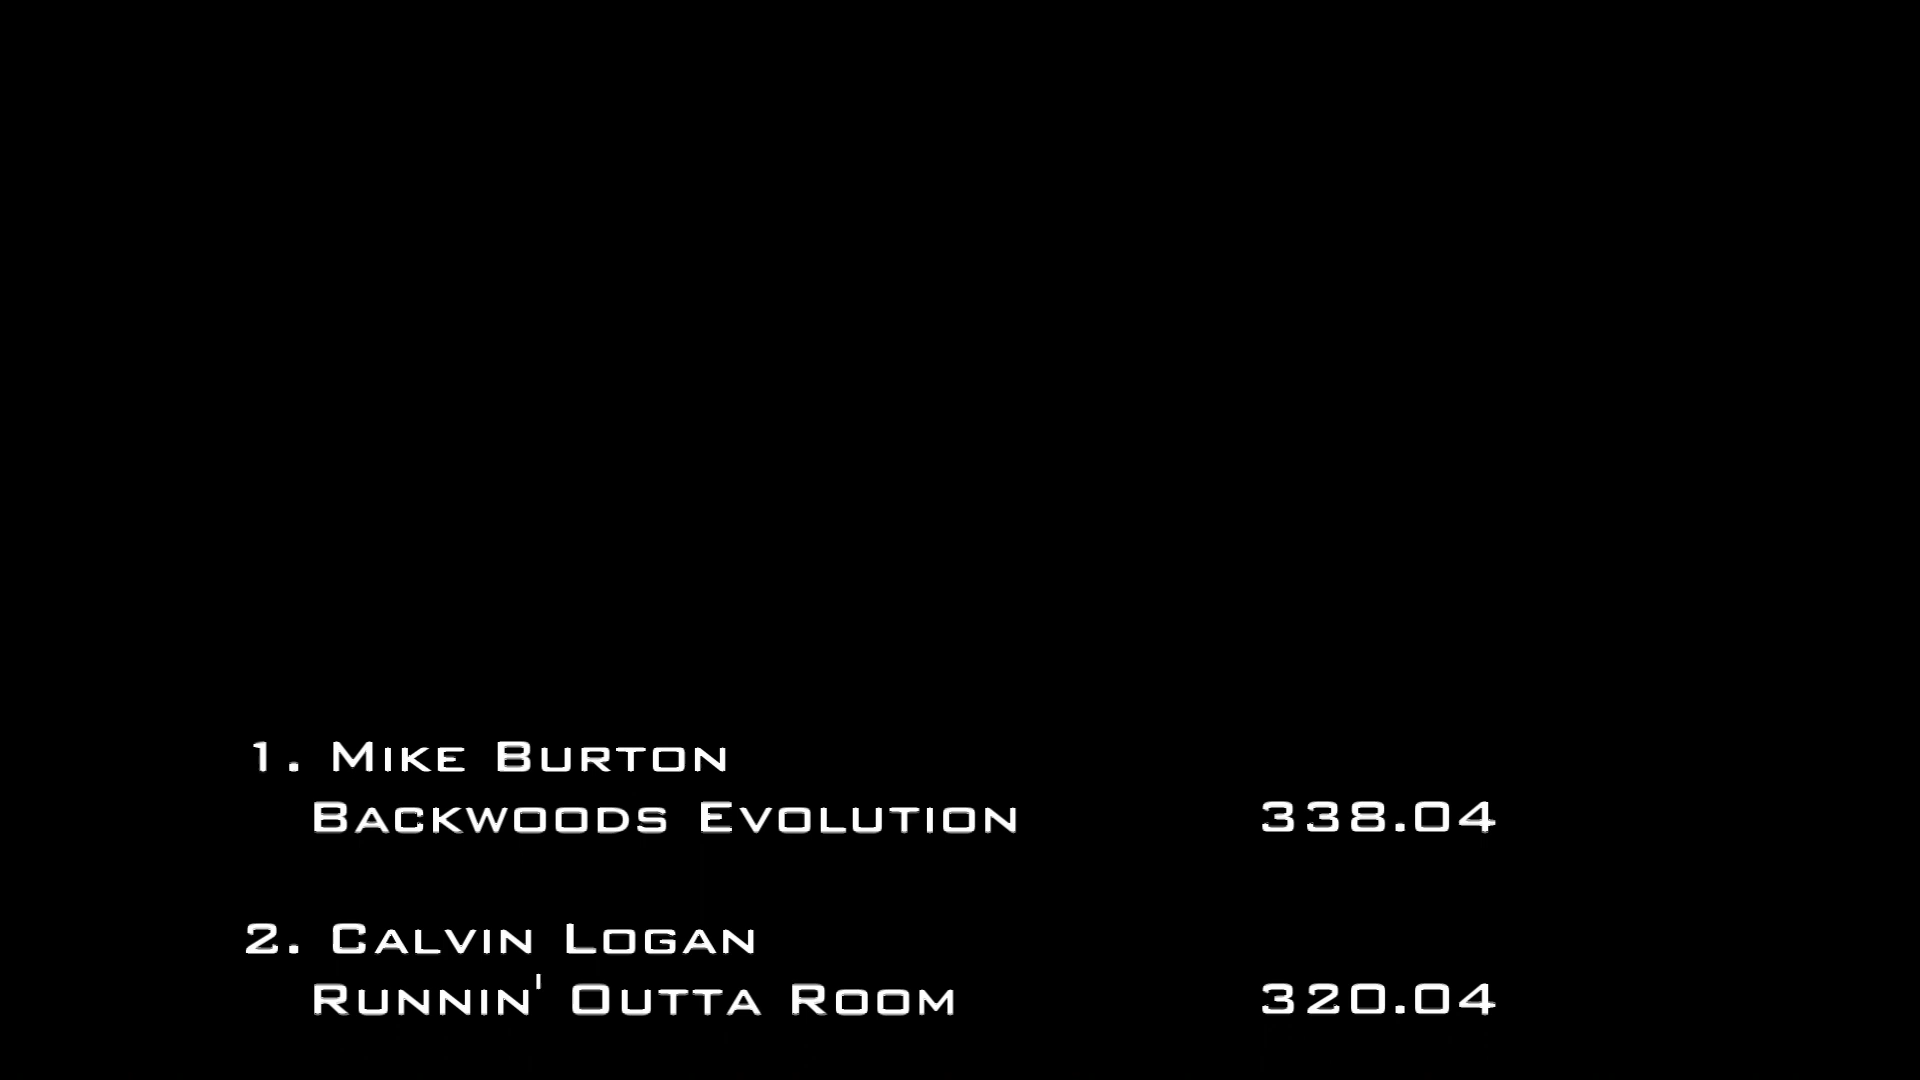 1. Mike Burton
Backwoods Evolution 338.04
2. Calvin Logan
Runnin' Outta Room 320.04